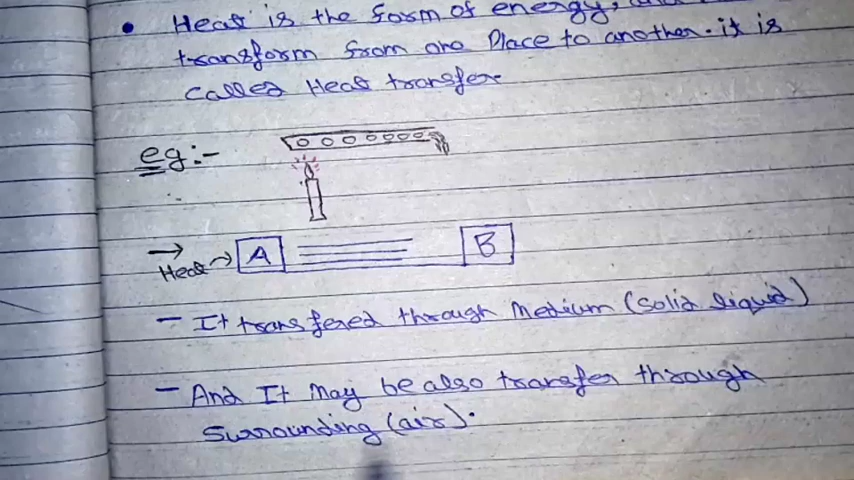 • Heat is the form of energy, and
transform from one Place to another. it is
called Heat transfer.
eg:-
→
Heat → A B
- It transfered through Medium (solid liquid)
- And It may be also transfer through
Surrounding (air).